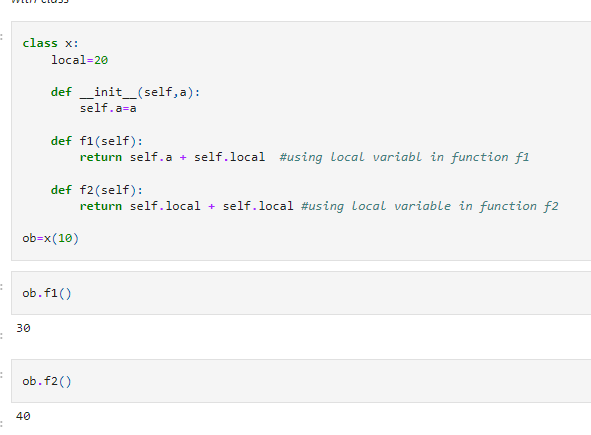 with class
class x:
    local=20
    def __init__(self,a):
        self.a=a
    def f1(self):
        return self.a + self.local  #using local variabl in function f1
    def f2(self):
        return self.local + self.local #using local variable in function f2
ob=x(10)
:
ob.f1()
:
30
:
ob.f2()
:
40
: